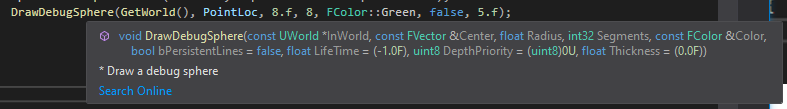 DrawDebugSphere(GetWorld(), PointLoc, 8.f, 8, FColor::Green, false, 5.f);
void DrawDebugSphere(const UWorld *InWorld, const FVector &Center, float Radius, int32 Segments, const FColor &Color,
bool bPersistentLines = false, float LifeTime = (-1.0F), uint8 DepthPriority = (uint8)0U, float Thickness = (0.0F))
* Draw a debug sphere
Search Online